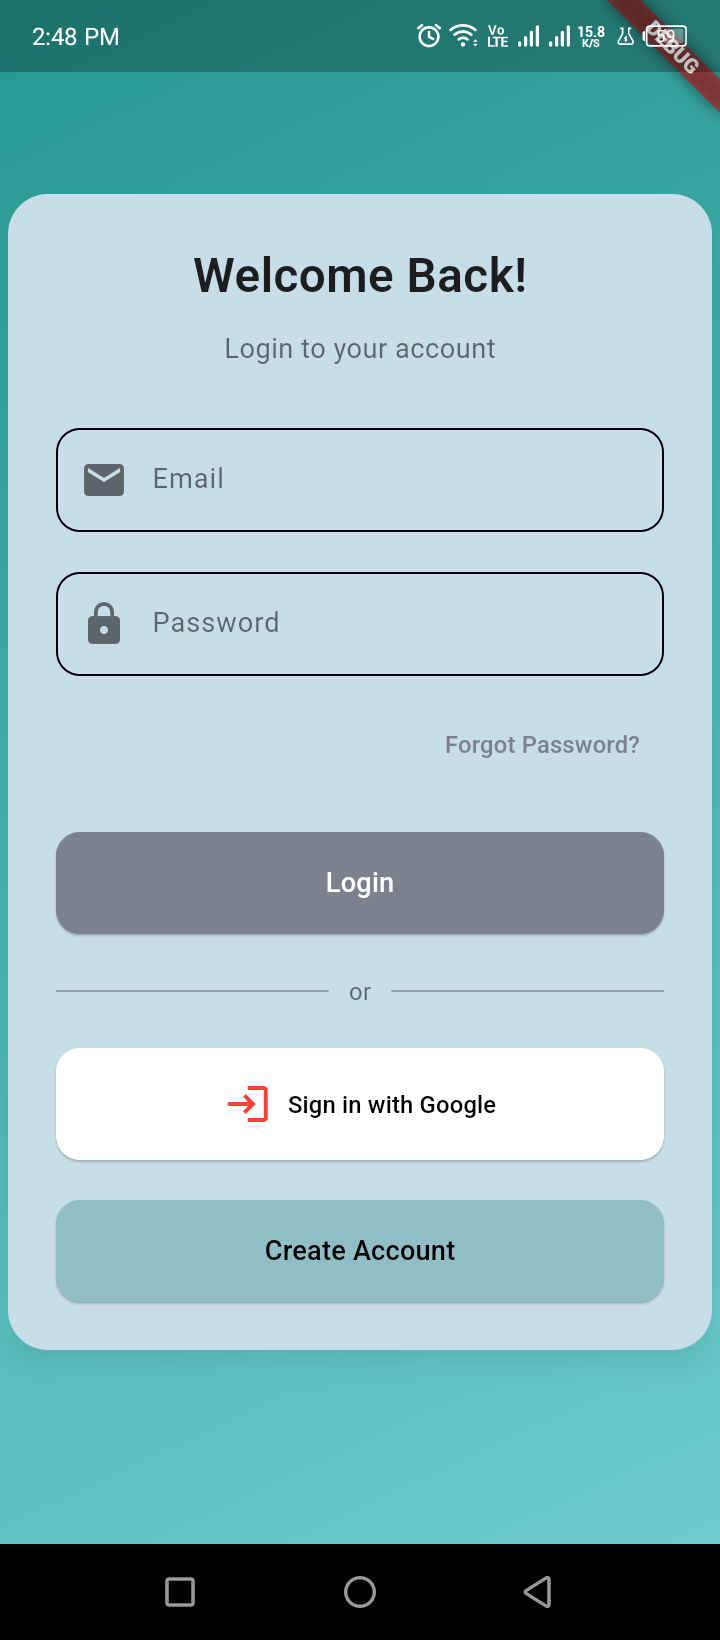 2:48 PM
Vo
LTE
15.8
K/S
59
DEBUG
Welcome Back!
Login to your account
Email
Password
Forgot Password?
Login
or
Sign in with Google
Create Account